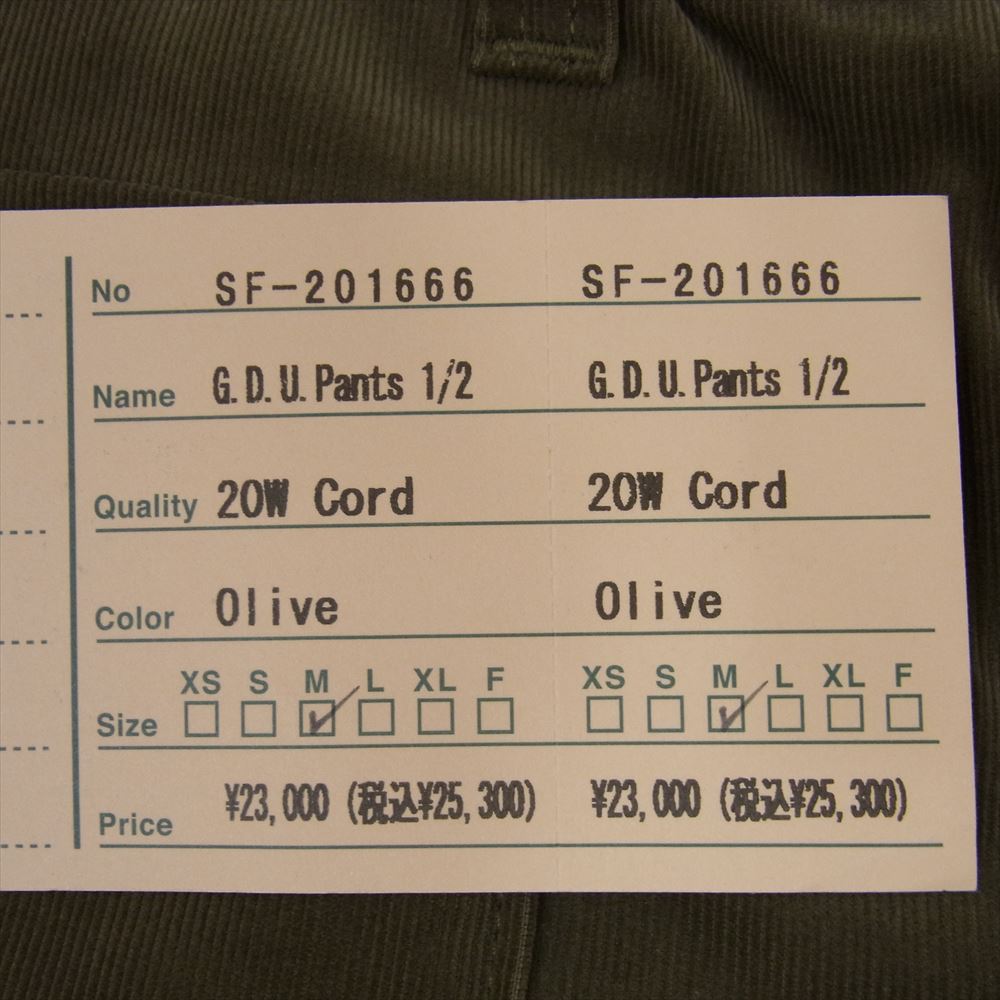 No SF-201666 SF-201666
Name G.D.U.Pants 1/2 G.D.U.Pants 1/2
Quality 20W Cord 20W Cord
Color Olive Olive
XS S M L XL F XS S M L XL F
Size
Price ¥23,000 (税込¥25,300) ¥23,000 (税込¥25,300)